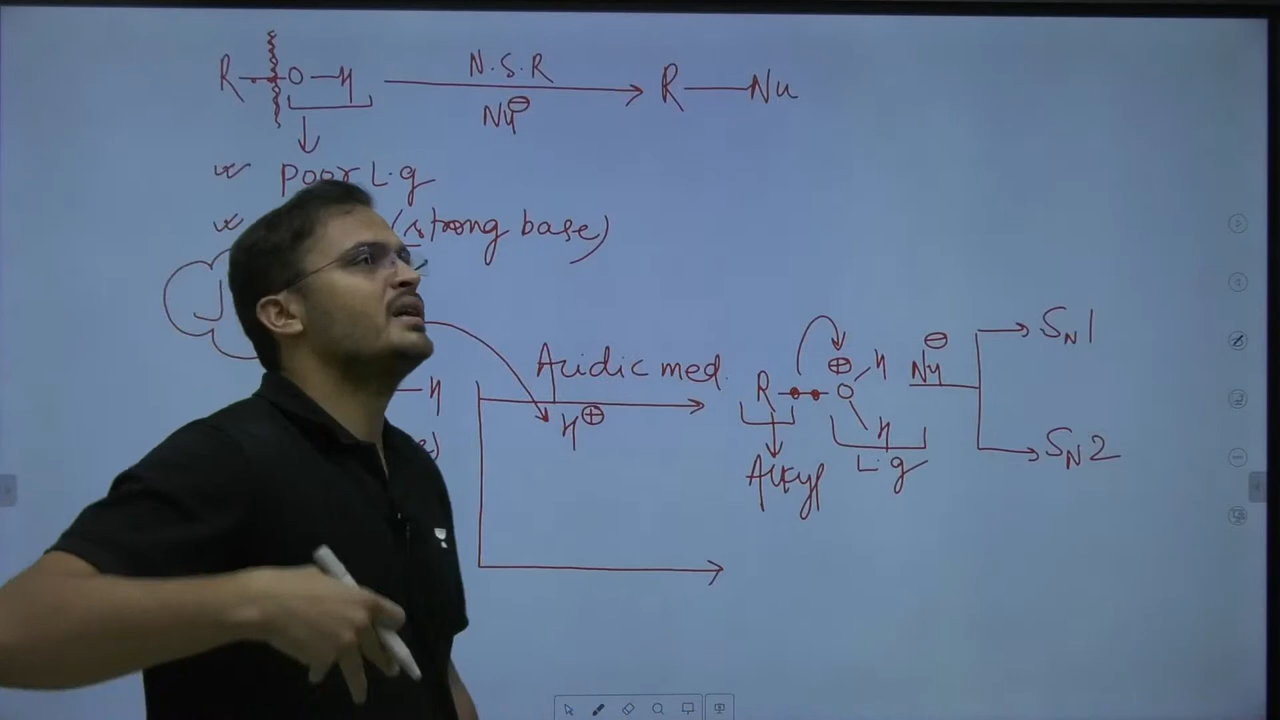 R—O—H N.S.R R—Nu
Nu⊖
Poor L.g
(strong base)
SN1
Acidic med. R—O⊕ H Nu⊖
—H H⊕ H
Alkyl L.g SN2